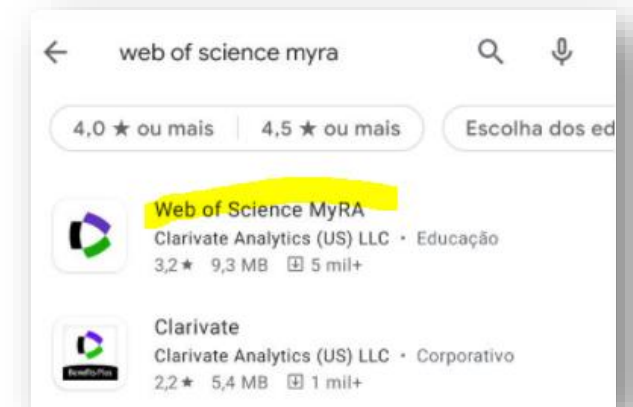 web of science myra
4,0 ★ ou mais | 4,5 ★ ou mais Escolha dos ed
Web of Science MyRA
Clarivate Analytics (US) LLC • Educação
3,2★ 9,3 MB 5 mil+
Clarivate
Clarivate Analytics (US) LLC • Corporativo
Benefits Plus
2,2★ 5,4 MB 1 mil+